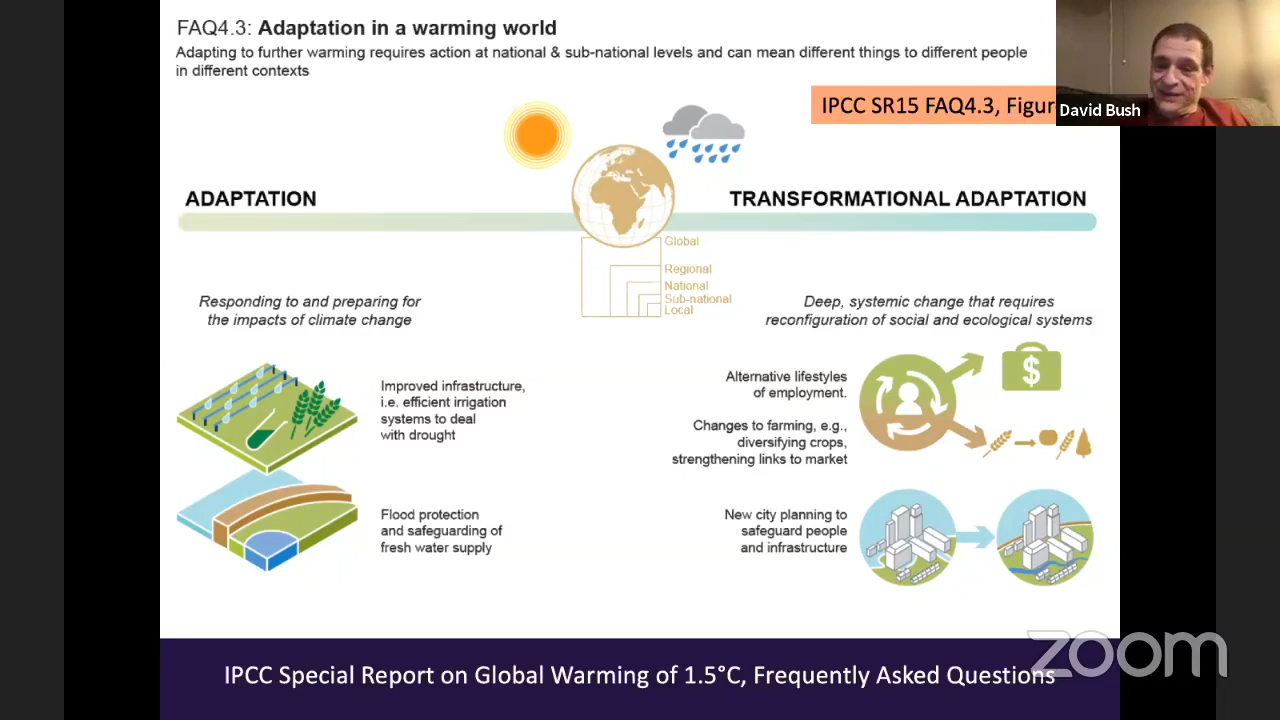 FAQ4.3: Adaptation in a warming world
Adapting to further warming requires action at national & sub-national levels and can mean different things to different people
in different contexts
IPCC SR15 FAQ4.3, Figur
David Bush
ADAPTATION
TRANSFORMATIONAL ADAPTATION
Global
Regional
National
Sub-national
Local
Responding to and preparing for
the impacts of climate change
Deep, systemic change that requires
reconfiguration of social and ecological systems
Improved infrastructure,
i.e. efficient irrigation
systems to deal
with drought
Alternative lifestyles
of employment.
$
Changes to farming, e.g.,
diversifying crops,
strengthening links to market
Flood protection
and safeguarding of
fresh water supply
New city planning to
safeguard people
and infrastructure
zoom
IPCC Special Report on Global Warming of 1.5°C, Frequently Asked Questions